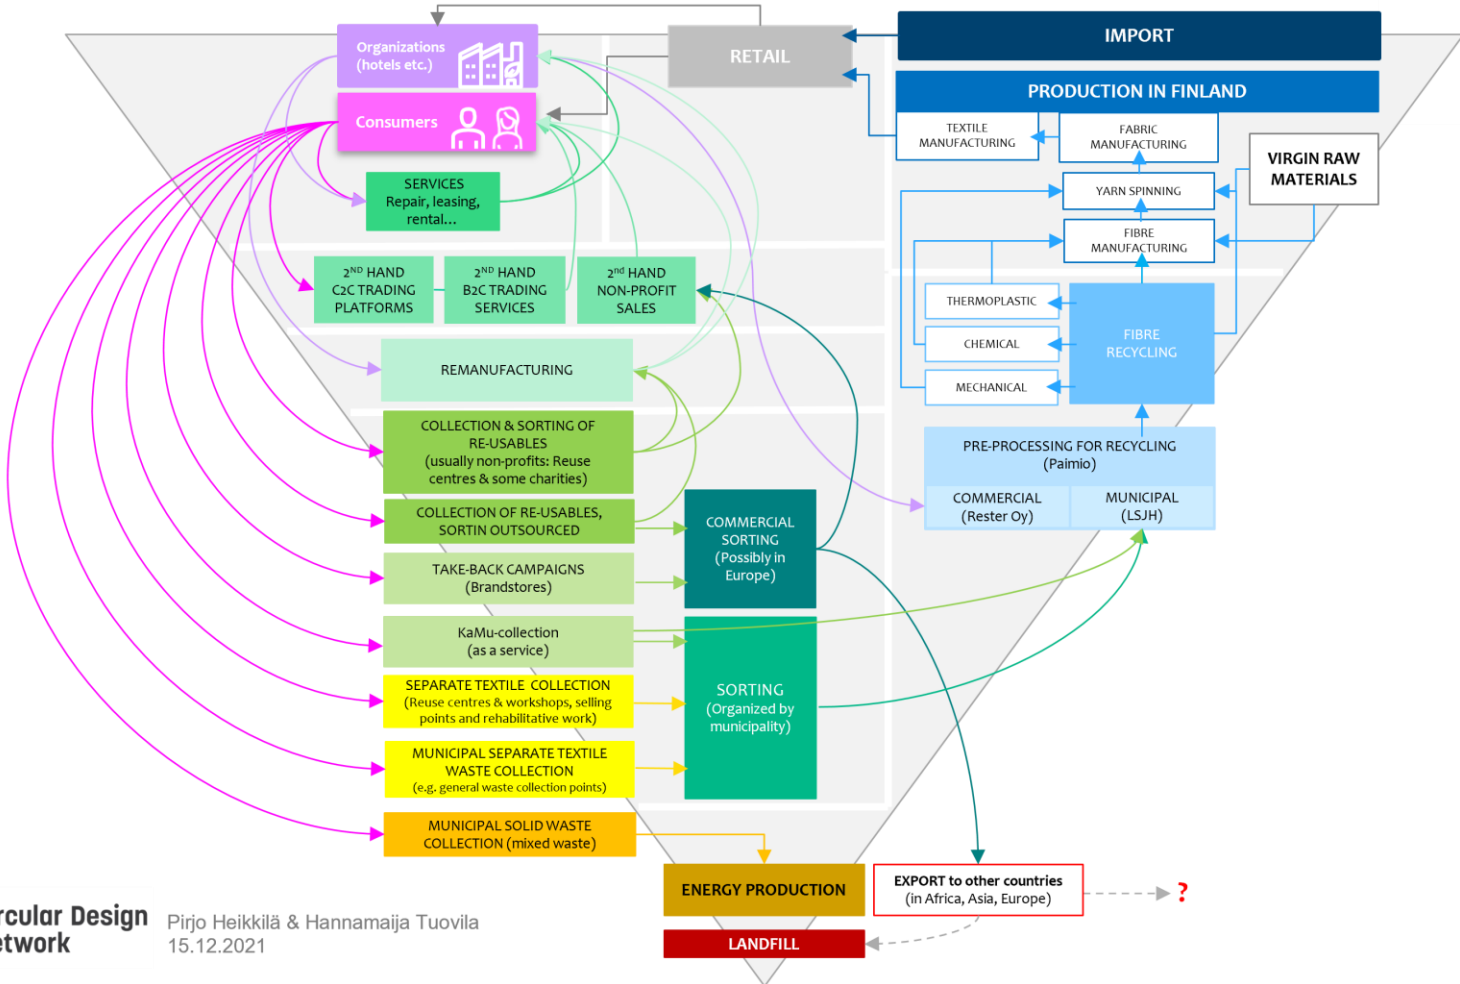 Organizations
(hotels etc.)
RETAIL
IMPORT
PRODUCTION IN FINLAND
Consumers
TEXTILE
MANUFACTURING
FABRIC
MANUFACTURING
VIRGIN RAW
MATERIALS
SERVICES
Repair, leasing,
rental...
YARN SPINNING
FIBRE
MANUFACTURING
2ND HAND
C2C TRADING
PLATFORMS
2ND HAND
B2C TRADING
SERVICES
2nd HAND
NON-PROFIT
SALES
THERMOPLASTIC
CHEMICAL
MECHANICAL
FIBRE
RECYCLING
REMANUFACTURING
COLLECTION & SORTING OF
RE-USABLES
(usually non-profits: Reuse
centres & some charities)
PRE-PROCESSING FOR RECYCLING
(Paimio)
COMMERCIAL
(Rester Oy)
MUNICIPAL
(LSJH)
COLLECTION OF RE-USABLES,
SORTIN OUTSOURCED
COMMERCIAL
SORTING
(Possibly in
Europe)
TAKE-BACK CAMPAIGNS
(Brandstores)
KaMu-collection
(as a service)
SEPARATE TEXTILE COLLECTION
(Reuse centres & workshops, selling
points and rehabilitative work)
SORTING
(Organized by
municipality)
MUNICIPAL SEPARATE TEXTILE
WASTE COLLECTION
(e.g. general waste collection points)
MUNICIPAL SOLID WASTE
COLLECTION (mixed waste)
ENERGY PRODUCTION
EXPORT to other countries
(in Africa, Asia, Europe)
?
LANDFILL
rcular Design
etwork
Pirjo Heikkilä & Hannamaija Tuovila
15.12.2021